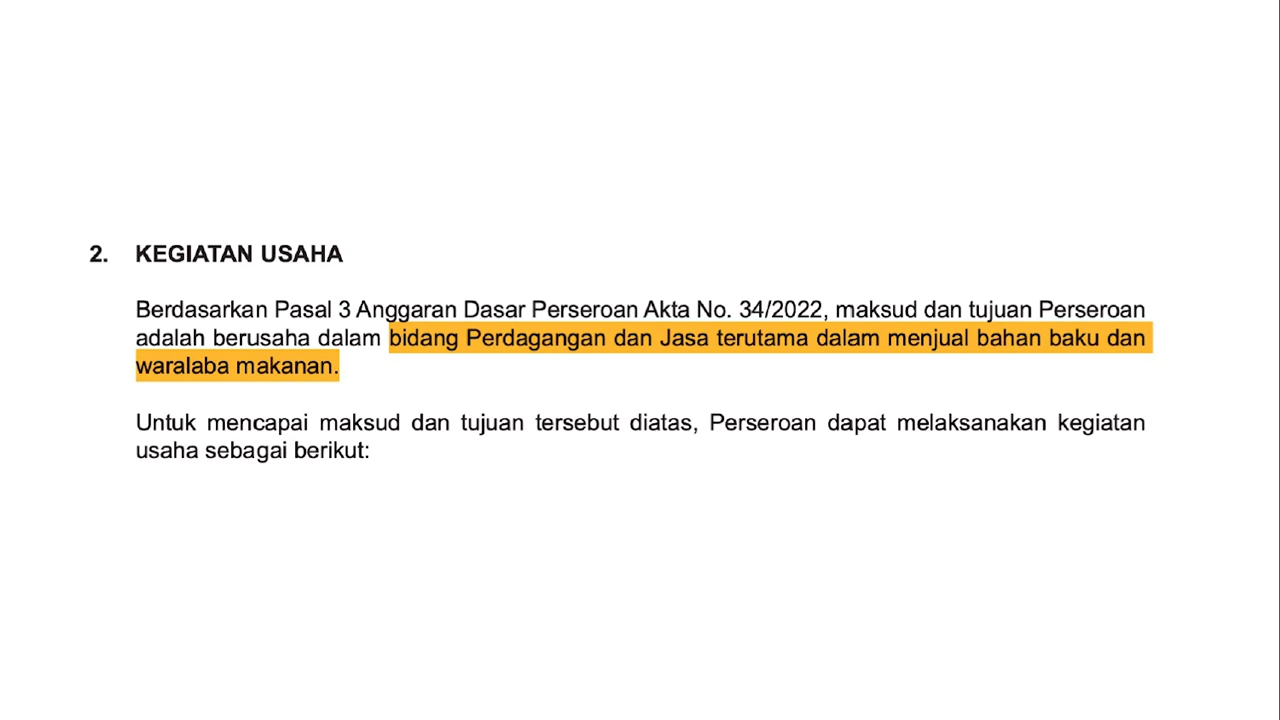 2. KEGIATAN USAHA
Berdasarkan Pasal 3 Anggaran Dasar Perseroan Akta No. 34/2022, maksud dan tujuan Perseroan
adalah berusaha dalam bidang Perdagangan dan Jasa terutama dalam menjual bahan baku dan
waralaba makanan.
Untuk mencapai maksud dan tujuan tersebut diatas, Perseroan dapat melaksanakan kegiatan
usaha sebagai berikut: